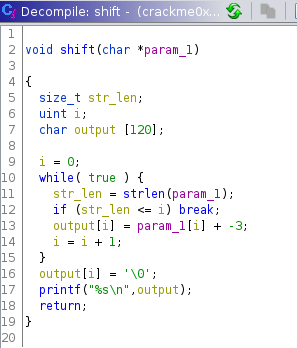 Decompile: shift - (crackme0x
1
2 void shift(char *param_1)
3
4 {
5 size_t str_len;
6 uint i;
7 char output [120];
8
9 i = 0;
10 while( true ) {
11 str_len = strlen(param_1);
12 if (str_len <= i) break;
13 output[i] = param_1[i] + -3;
14 i = i + 1;
15 }
16 output[i] = '\0';
17 printf("%s\n",output);
18 return;
19 }
20